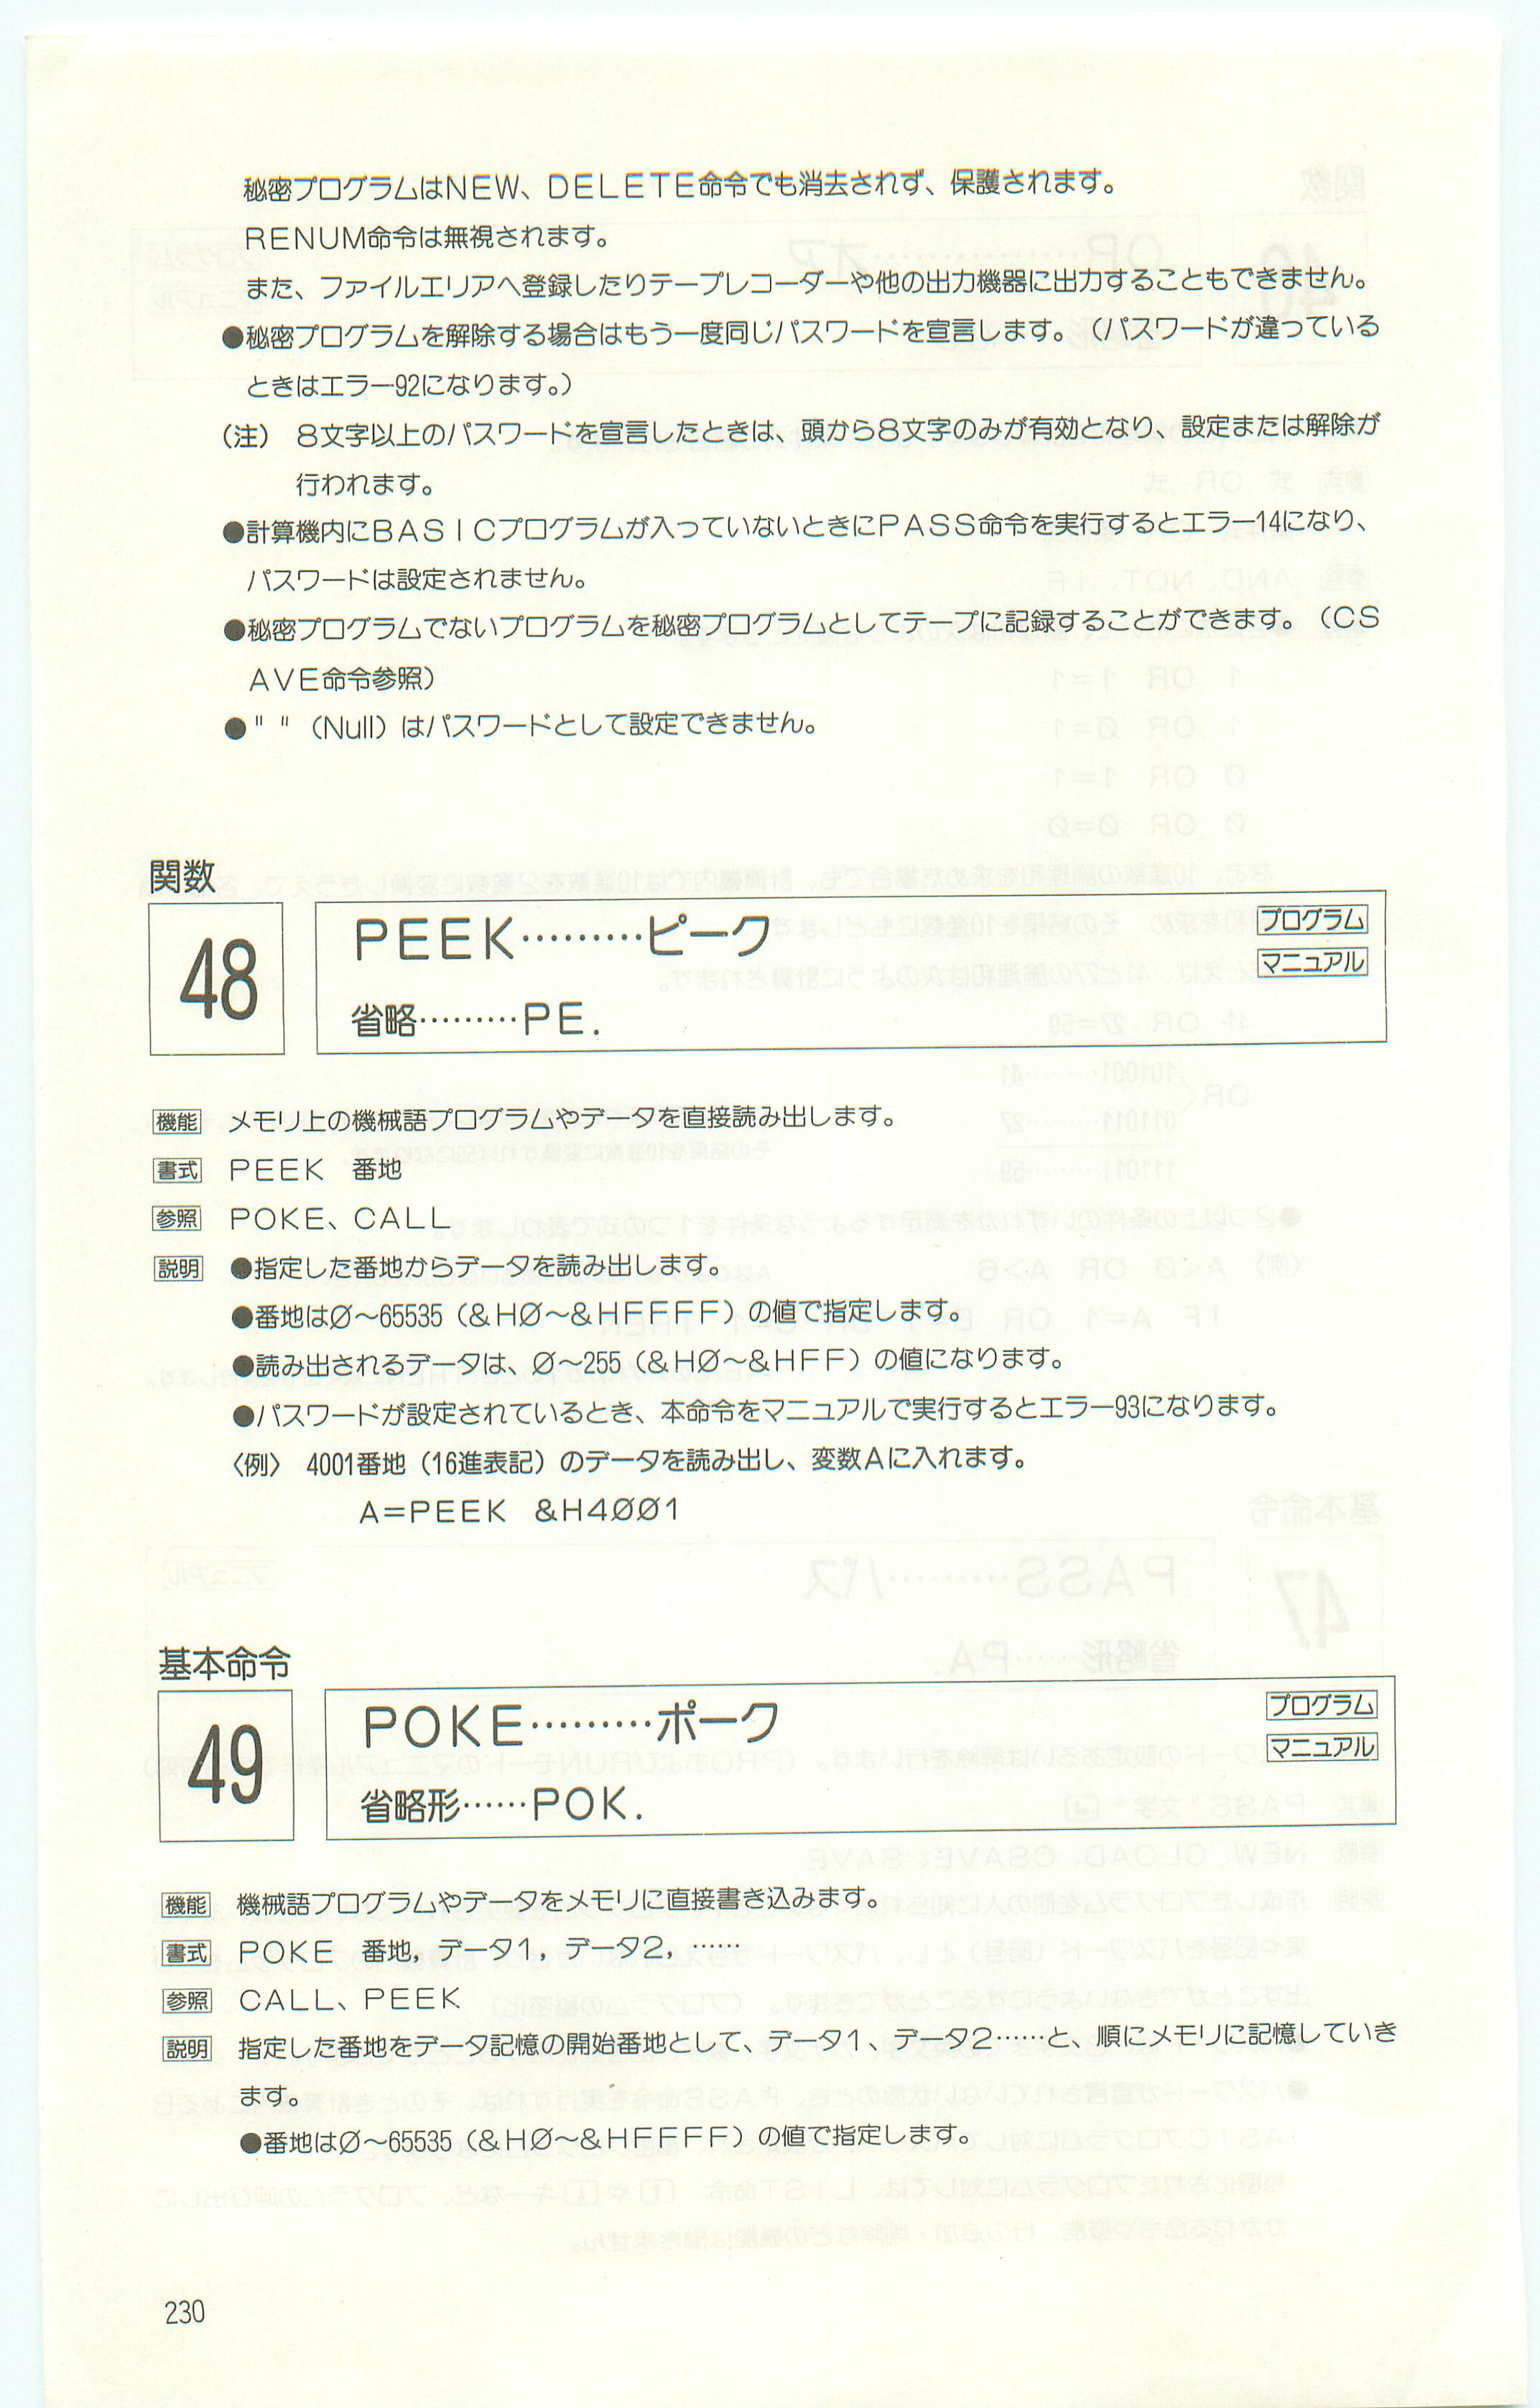 秘密プログラムはNEW、DELETE命令でも消去されず、保護されます。
RENUM命令は無視されます。
また、ファイルエリアへ登録したりテープレコーダーや他の出力機器に出力することもできません。
●秘密プログラムを解除する場合はもう一度同じパスワードを宣言します。（パスワードが違っている
ときはエラー92になります。）
（注） 8文字以上のパスワードを宣言したときは、頭から8文字のみが有効となり、設定または解除が
行われます。
●計算機内にBASICプログラムが入っていないときにPASS命令を実行するとエラー14になり、
パスワードは設定されません。
●秘密プログラムでないプログラムを秘密プログラムとしてテープに記録することができます。（CS
AVE命令参照）
●" "（Null）はパスワードとして設定できません。
関数
48
PEEK………ピーク
プログラム
マニュアル
省略………PE.
機能 メモリ上の機械語プログラムやデータを直接読み出します。
書式 PEEK 番地
参照 POKE、CALL
説明 ●指定した番地からデータを読み出します。
●番地はØ～65535（&HØ～&HFFFF）の値で指定します。
●読み出されるデータは、Ø～255（&HØ～&HFF）の値になります。
●パスワードが設定されているとき、本命令をマニュアルで実行するとエラー93になります。
〈例〉 4001番地（16進表記）のデータを読み出し、変数Aに入れます。
A=PEEK &H4ØØ1
基本命令
49
POKE………ポーク
プログラム
マニュアル
省略形……POK.
機能 機械語プログラムやデータをメモリに直接書き込みます。
書式 POKE 番地，データ1，データ2，……
参照 CALL、PEEK
説明 指定した番地をデータ記憶の開始番地として、データ1、データ2……と、順にメモリに記憶していき
ます。
●番地はØ～65535（&HØ～&HFFFF）の値で指定します。
230